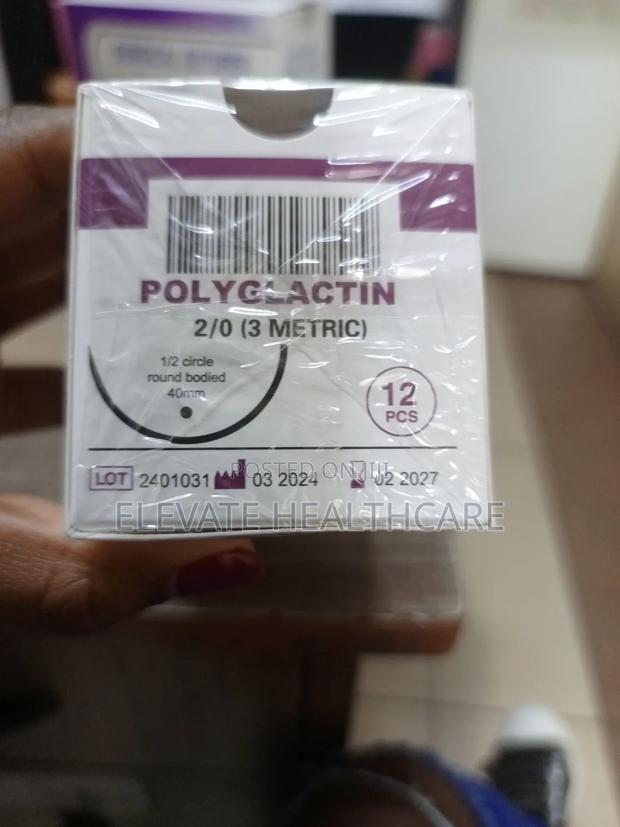 POLYGLACTIN
2/0 (3 METRIC)
1/2 circle
round bodied
40mm
12
PCS
LOT 2401031 03 2024 02 2027
POSTED ON JIJI
ELEVATE HEALTHCARE